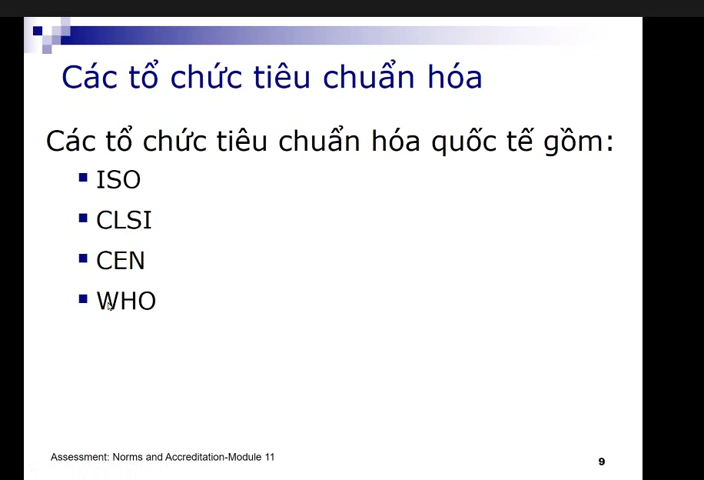 Các tổ chức tiêu chuẩn hóa
Các tổ chức tiêu chuẩn hóa quốc tế gồm:
ISO
CLSI
CEN
WHO
Assessment: Norms and Accreditation-Module 11
9